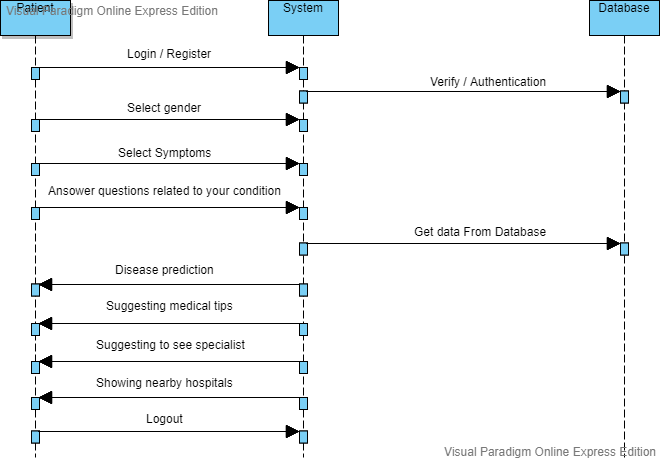 Visual Paradigm Online Express Edition
Patient
System
Database
Login / Register
Verify / Authentication
Select gender
Select Symptoms
Ansower questions related to your condition
Get data From Database
Disease prediction
Suggesting medical tips
Suggesting to see specialist
Showing nearby hospitals
Logout
Visual Paradigm Online Express Edition